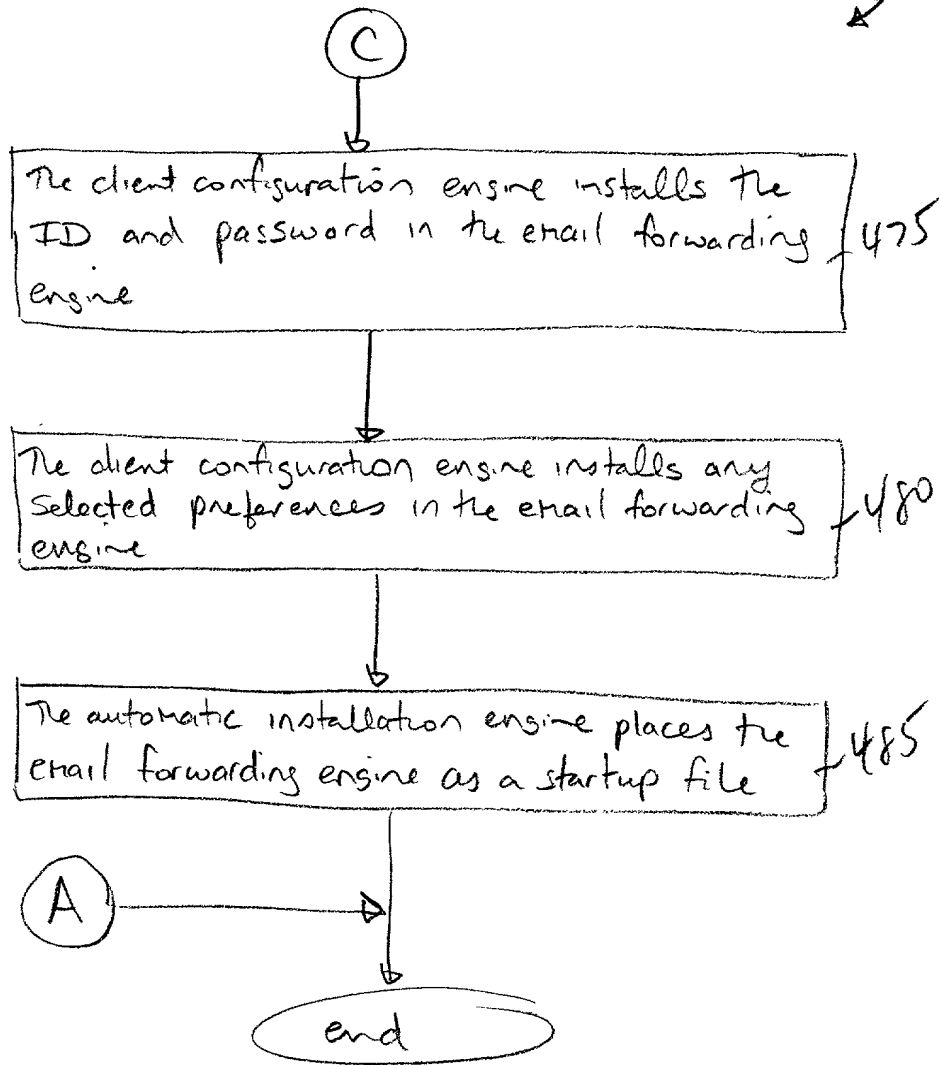 C
The client configuration engine installs the
ID and password in the email forwarding
engine
475
The client configuration engine installs any
selected preferences in the email forwarding
engine
480
The automatic installation engine places the
email forwarding engine as a startup file
485
A
end